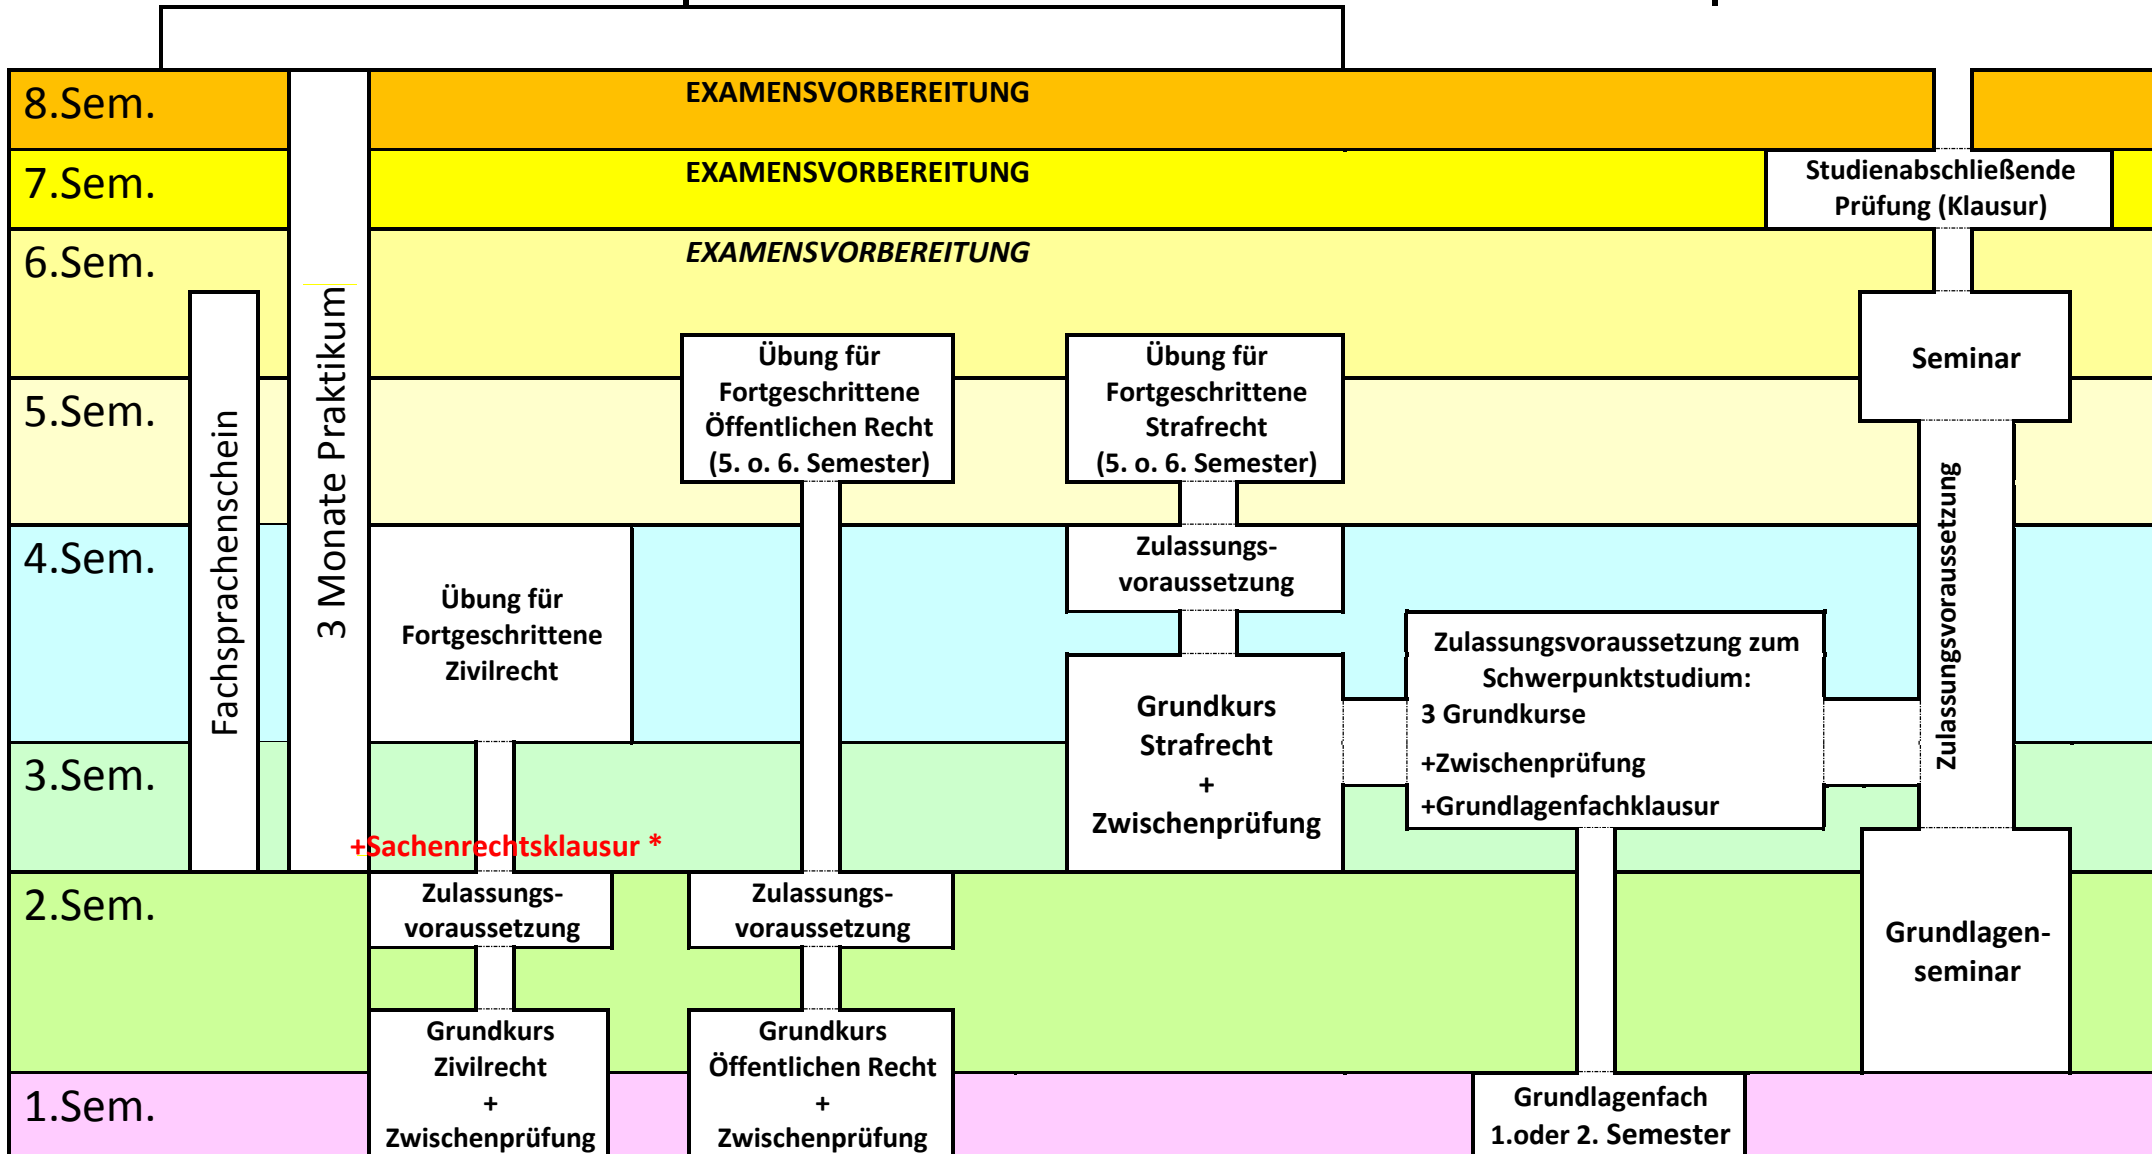 8.Sem.
EXAMENSVORBEREITUNG
7.Sem.
EXAMENSVORBEREITUNG
Studienabschließende
Prüfung (Klausur)
6.Sem.
EXAMENSVORBEREITUNG
Fachsprachenschein
3 Monate Praktikum
Übung für
Fortgeschrittene
Öffentlichen Recht
(5. o. 6. Semester)
Übung für
Fortgeschrittene
Strafrecht
(5. o. 6. Semester)
Seminar
5.Sem.
Zulassungsvoraussetzung
4.Sem.
Übung für
Fortgeschrittene
Zivilrecht
Zulassungs-
voraussetzung
Grundkurs
Strafrecht
+
Zwischenprüfung
Zulassungsvoraussetzung zum
Schwerpunktstudium:
3 Grundkurse
+Zwischenprüfung
+Grundlagenfachklausur
3.Sem.
+Sachenrechtsklausur *
2.Sem.
Zulassungs-
voraussetzung
Zulassungs-
voraussetzung
Grundlagen-
seminar
Grundkurs
Zivilrecht
+
Zwischenprüfung
Grundkurs
Öffentlichen Recht
+
Zwischenprüfung
1.Sem.
Grundlagenfach
1.oder 2. Semester